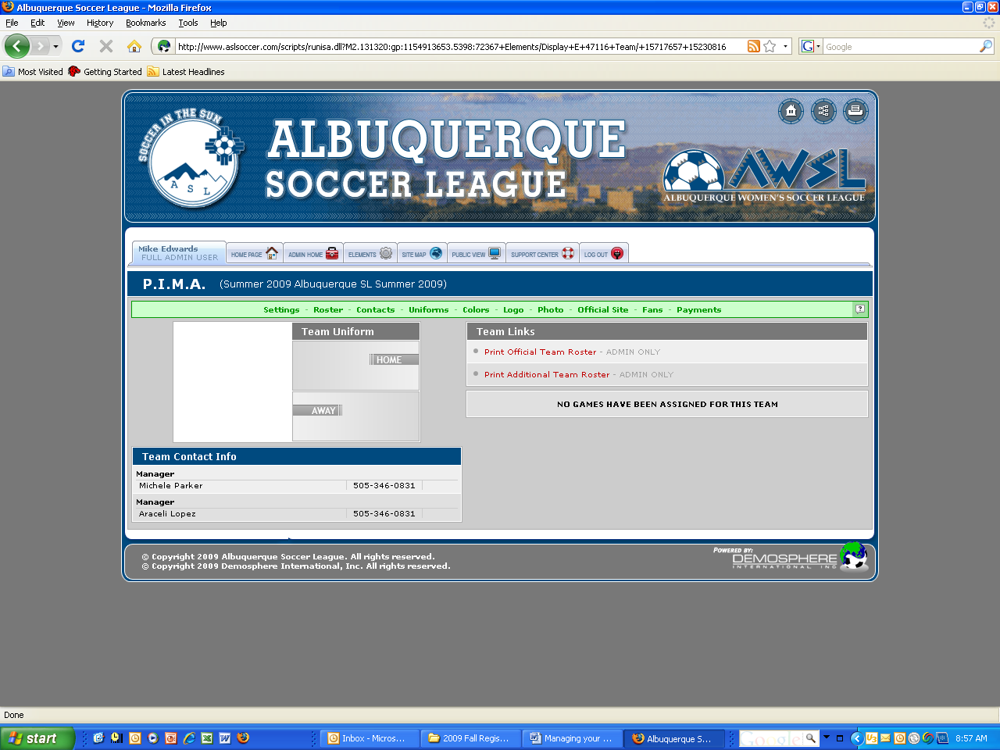 Albuquerque Soccer League - Mozilla Firefox
File Edit View History Bookmarks Tools Help
http://www.aslsoccer.com/scripts/runisa.dll?M2.131320:gp:1154913653.5398:72367+Elements/Display+E+47116+Team/+15717657+15230816
G Google
Most Visited Getting Started Latest Headlines
SOCCER IN THE SUN
A S L
ALBUQUERQUE
SOCCER LEAGUE
AWSL
ALBUQUERQUE WOMEN'S SOCCER LEAGUE
Mike Edwards
FULL ADMIN USER
HOME PAGE ADMIN HOME ELEMENTS SITE MAP PUBLIC VIEW SUPPORT CENTER LOG OUT
P.I.M.A. (Summer 2009 Albuquerque SL Summer 2009)
Settings - Roster - Contacts - Uniforms - Colors - Logo - Photo - Official Site - Fans - Payments
?
Team Uniform
HOME
AWAY
Team Links
Print Official Team Roster - ADMIN ONLY
Print Additional Team Roster - ADMIN ONLY
NO GAMES HAVE BEEN ASSIGNED FOR THIS TEAM
Team Contact Info
Manager
Michele Parker 505-346-0831
Manager
Araceli Lopez 505-346-0831
© Copyright 2009 Albuquerque Soccer League. All rights reserved.
© Copyright 2009 Demosphere International, Inc. All rights reserved.
POWERED BY:
DEMOSPHERE
INTERNATIONAL INC
Done
start Inbox - Micros... 2009 Fall Regis... Managing your ... Albuquerque S... Google 8:57 AM